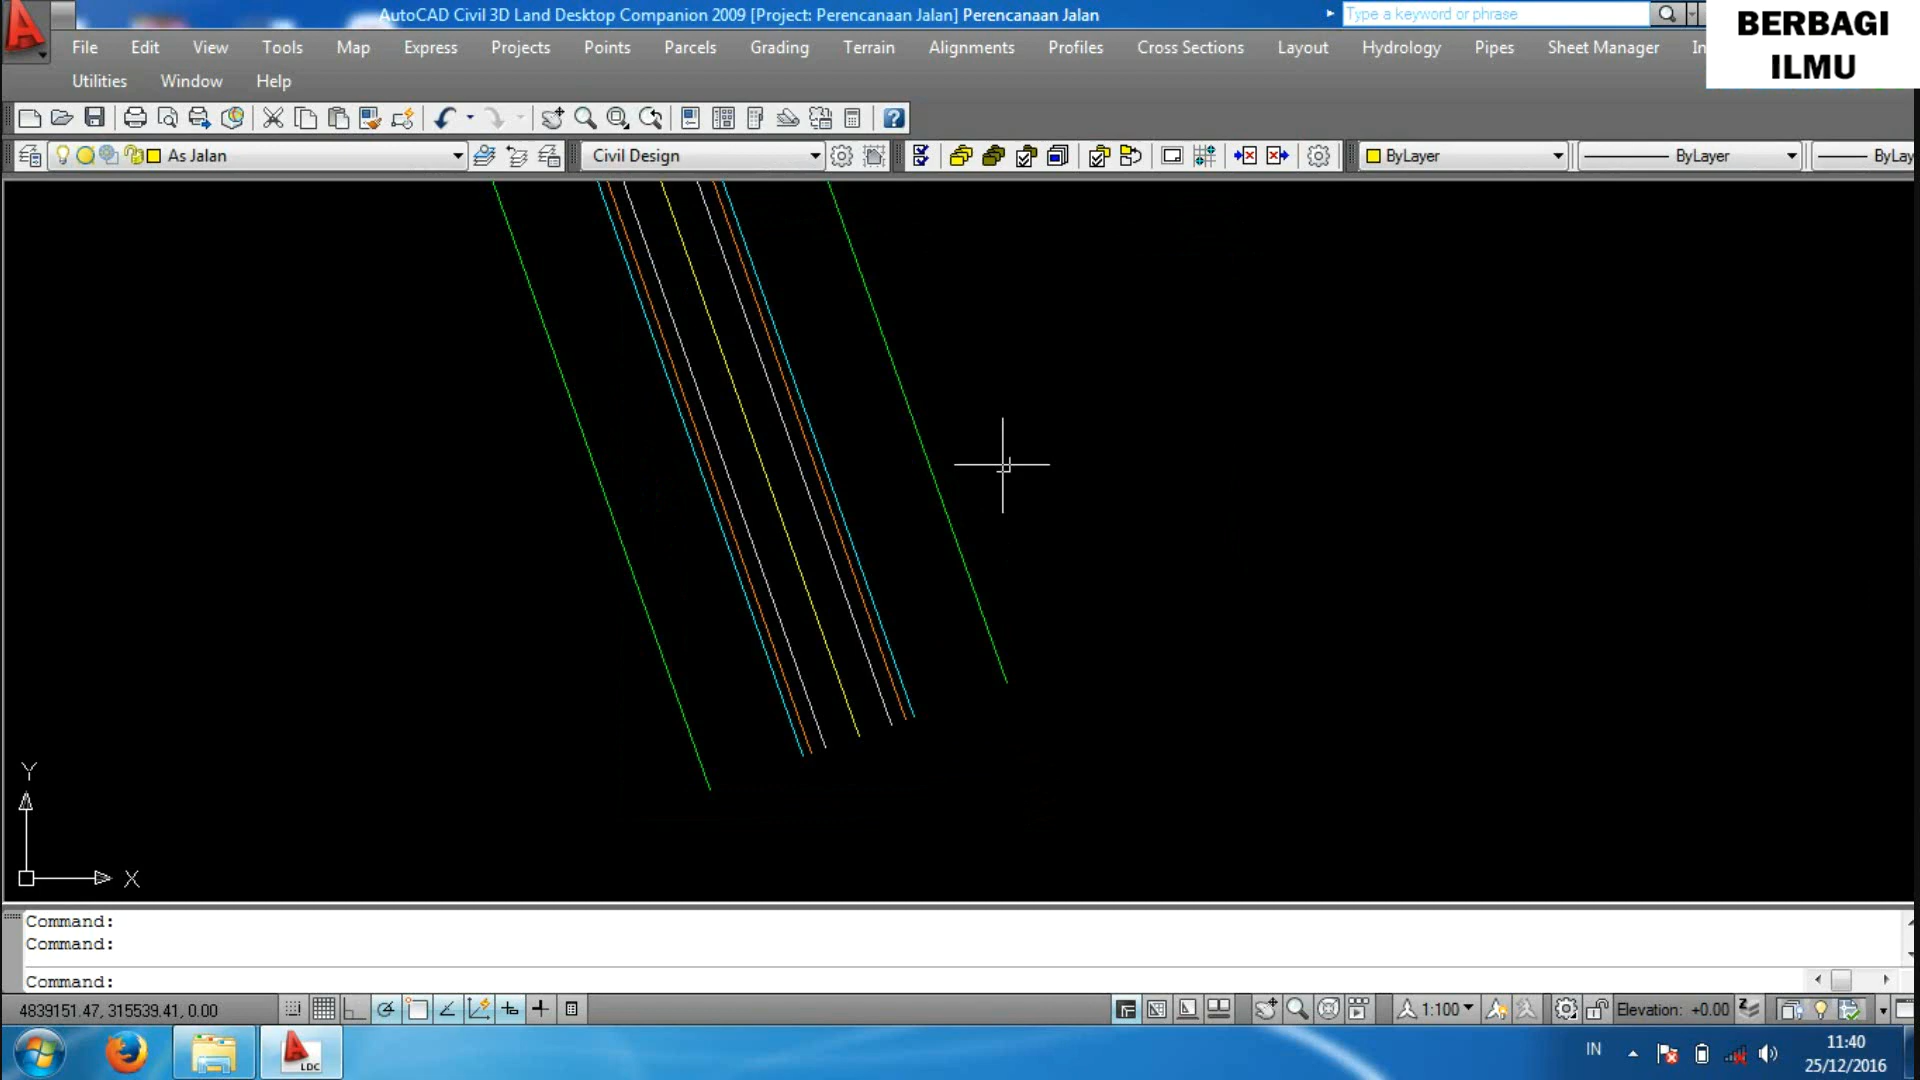 AutoCAD Civil 3D Land Desktop Companion 2009 [Project: Perencanaan Jalan] Perencanaan Jalan
Type a keyword or phrase
BERBAGI
ILMU
File Edit View Tools Map Express Projects Points Parcels Grading Terrain Alignments Profiles Cross Sections Layout Hydrology Pipes Sheet Manager In
Utilities Window Help
As Jalan Civil Design ByLayer ByLayer ByLay
Y
X
Command:
Command:
Command:
4839151.47, 315539.41, 0.00 1:100 Elevation: +0.00
LDC
IN
11:40
25/12/2016